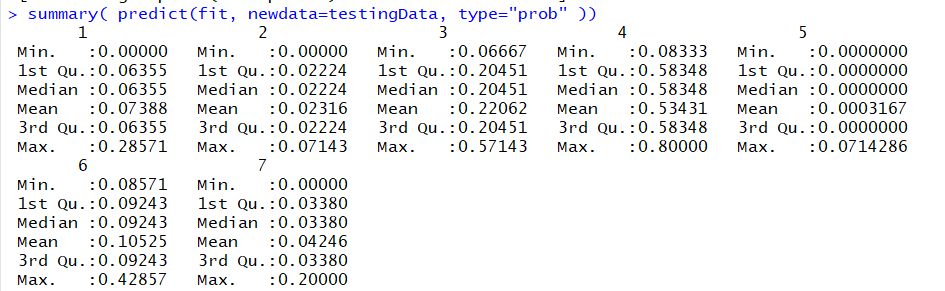 > summary( predict(fit, newdata=testingData, type="prob" ))
       1                 2                 3                 4                 5
 Min.   :0.00000   Min.   :0.00000   Min.   :0.06667   Min.   :0.08333   Min.   :0.0000000
 1st Qu.:0.06355   1st Qu.:0.02224   1st Qu.:0.20451   1st Qu.:0.58348   1st Qu.:0.0000000
 Median :0.06355   Median :0.02224   Median :0.20451   Median :0.58348   Median :0.0000000
 Mean   :0.07388   Mean   :0.02316   Mean   :0.22062   Mean   :0.53431   Mean   :0.0003167
 3rd Qu.:0.06355   3rd Qu.:0.02224   3rd Qu.:0.20451   3rd Qu.:0.58348   3rd Qu.:0.0000000
 Max.   :0.28571   Max.   :0.07143   Max.   :0.57143   Max.   :0.80000   Max.   :0.0714286
       6                 7
 Min.   :0.08571   Min.   :0.00000
 1st Qu.:0.09243   1st Qu.:0.03380
 Median :0.09243   Median :0.03380
 Mean   :0.10525   Mean   :0.04246
 3rd Qu.:0.09243   3rd Qu.:0.03380
 Max.   :0.42857   Max.   :0.20000